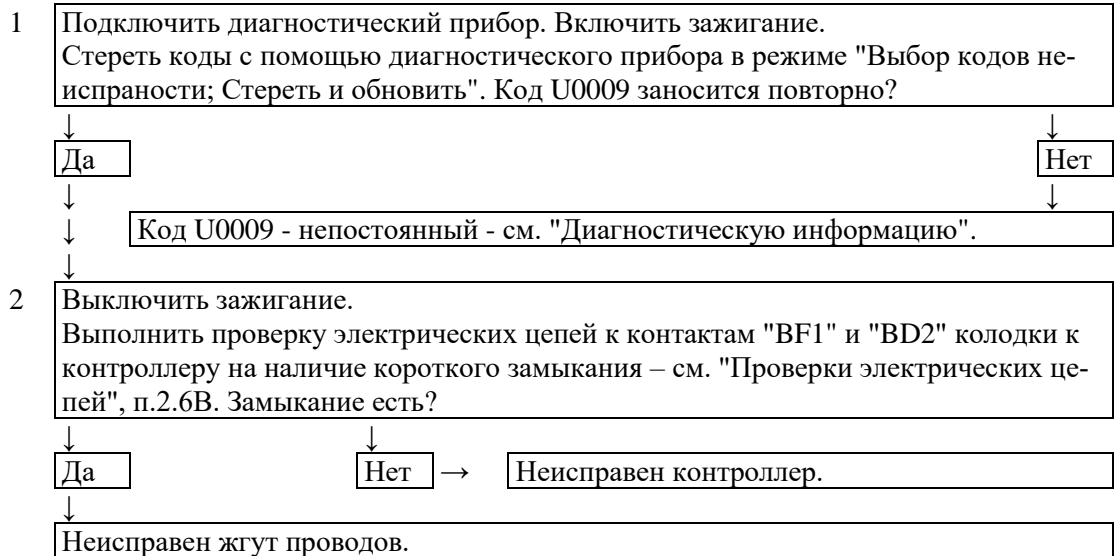 1 Подключить диагностический прибор. Включить зажигание.
Стереть коды с помощью диагностического прибора в режиме "Выбор кодов не-
испраности; Стереть и обновить". Код U0009 заносится повторно?
↓ ↓
Да Нет
↓ ↓
↓ Код U0009 - непостоянный - см. "Диагностическую информацию".
↓
2 Выключить зажигание.
Выполнить проверку электрических цепей к контактам "BF1" и "BD2" колодки к
контроллеру на наличие короткого замыкания – см. "Проверки электрических це-
пей", п.2.6В. Замыкание есть?
↓ ↓
Да Нет → Неисправен контроллер.
↓
Неисправен жгут проводов.